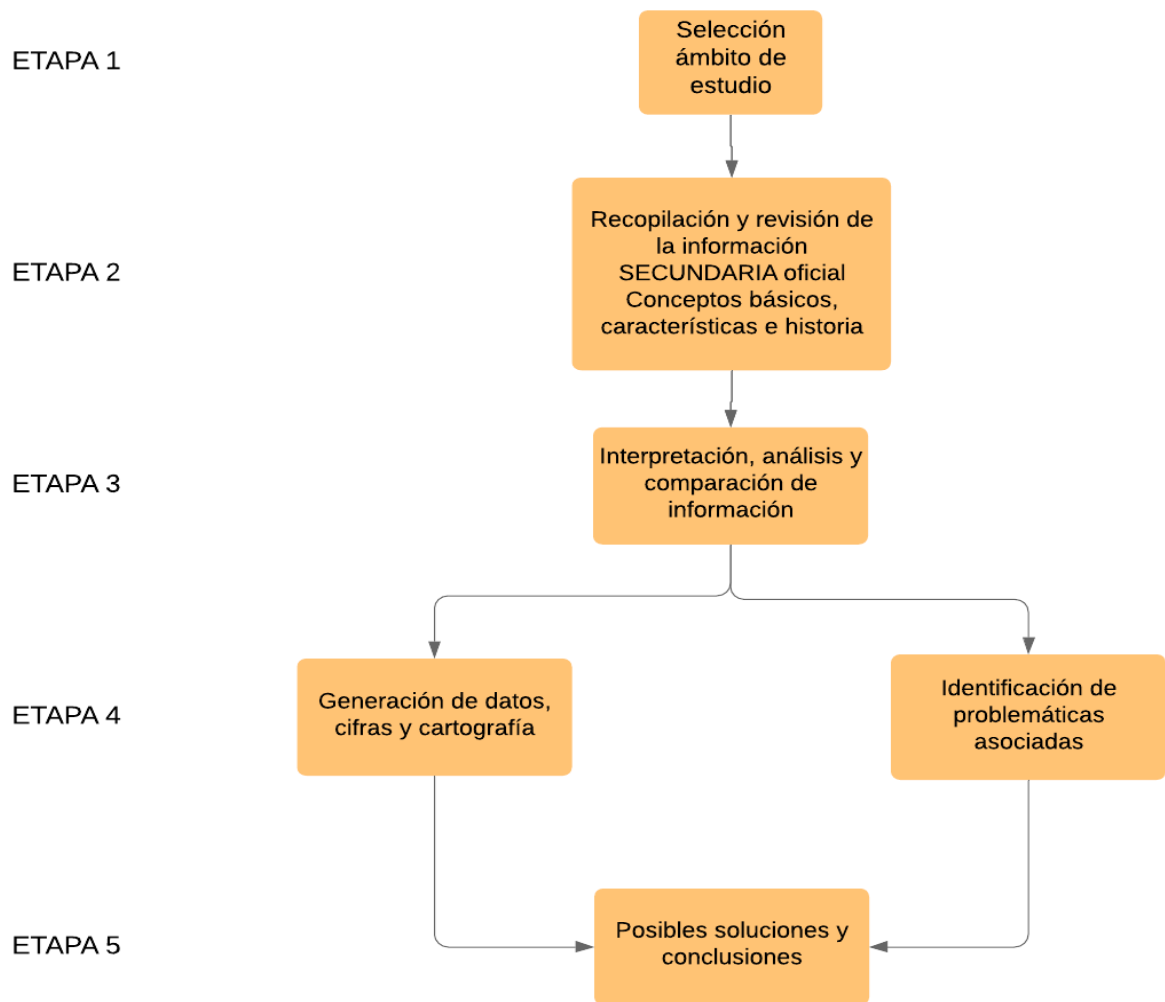 ETAPA 1
Selección
ámbito de
estudio
ETAPA 2
Recopilación y revisión de
la información
SECUNDARIA oficial
Conceptos básicos,
características e historia
ETAPA 3
Interpretación, análisis y
comparación de
información
ETAPA 4
Generación de datos,
cifras y cartografía
Identificación de
problemáticas
asociadas
ETAPA 5
Posibles soluciones y
conclusiones